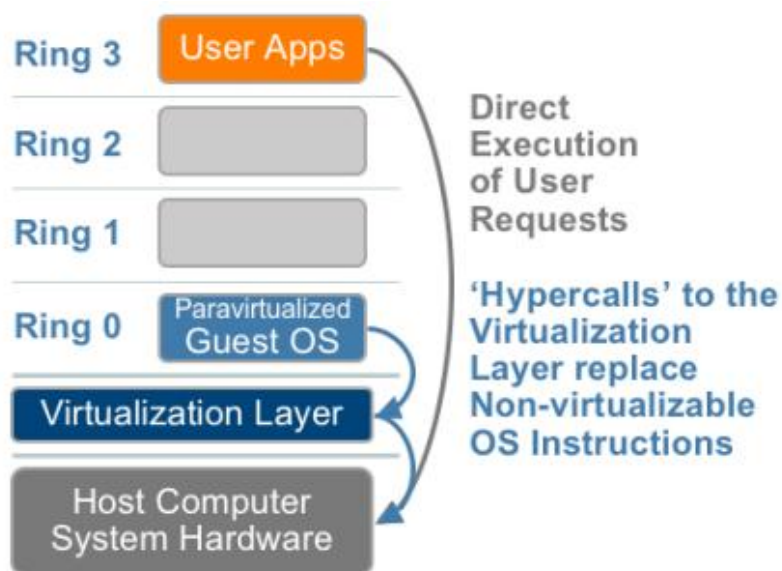 Ring 3
User Apps
Ring 2
Ring 1
Ring 0
Paravirtualized
Guest OS
Virtualization Layer
Host Computer
System Hardware
Direct
Execution
of User
Requests
‘Hypercalls’ to the
Virtualization
Layer replace
Non-virtualizable
OS Instructions